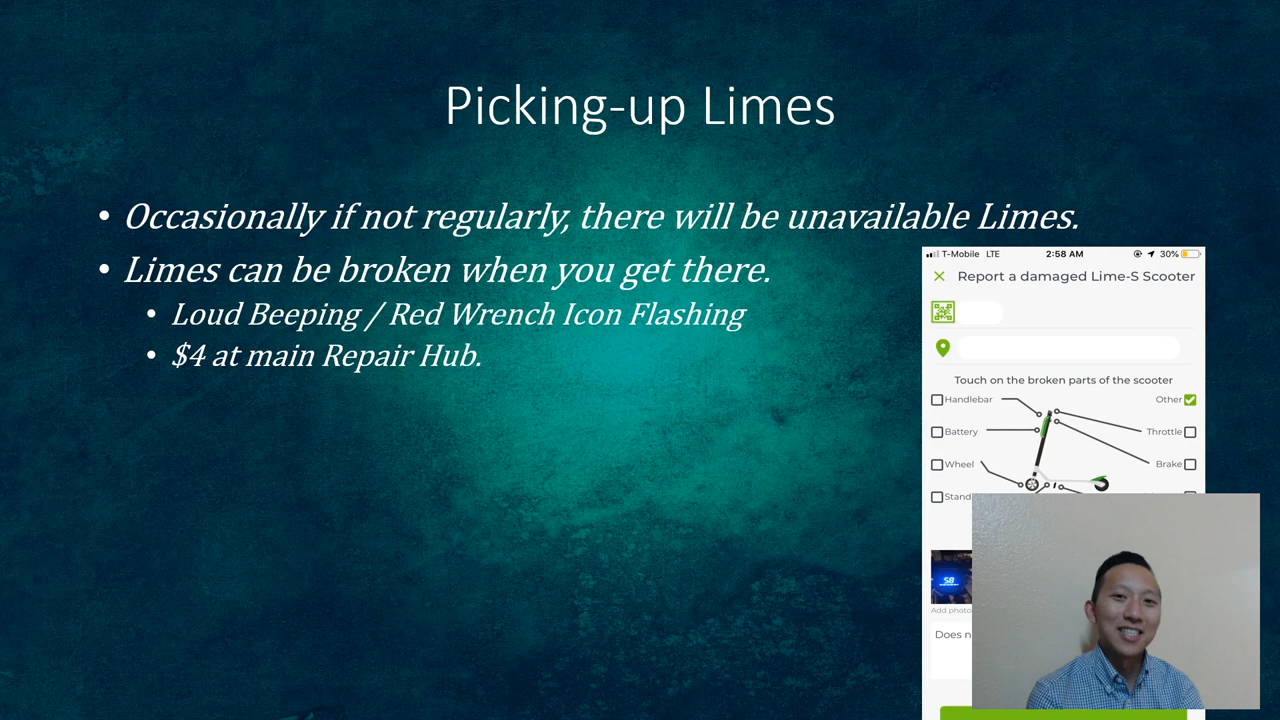 Picking-up Limes
• Occasionally if not regularly, there will be unavailable Limes.
• Limes can be broken when you get there.
• Loud Beeping / Red Wrench Icon Flashing
• $4 at main Repair Hub.
T-Mobile LTE 2:58 AM 30%
Report a damaged Lime-S Scooter
Touch on the broken parts of the scooter
Handlebar Other
Battery Throttle
Wheel Brake
Stand
58
Add photo
Does n